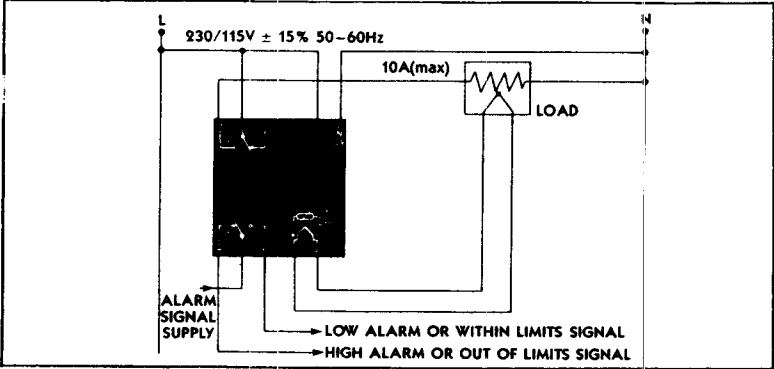 L
N
230/115V ± 15% 50-60Hz
10A(max)
LOAD
ALARM
SIGNAL
SUPPLY
LOW ALARM OR WITHIN LIMITS SIGNAL
HIGH ALARM OR OUT OF LIMITS SIGNAL